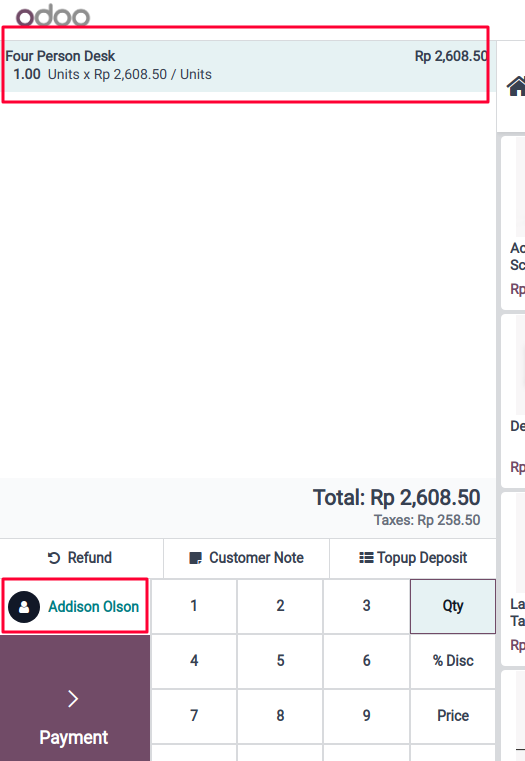 odoo
Four Person Desk Rp 2,608.50
1.00 Units x Rp 2,608.50 / Units
Total: Rp 2,608.50
Taxes: Rp 258.50
Refund Customer Note Topup Deposit
Addison Olson 1 2 3 Qty
4 5 6 % Disc
7 8 9 Price
Payment
Ac
Sc
Rp
De
Rp
La
Ta
Rp